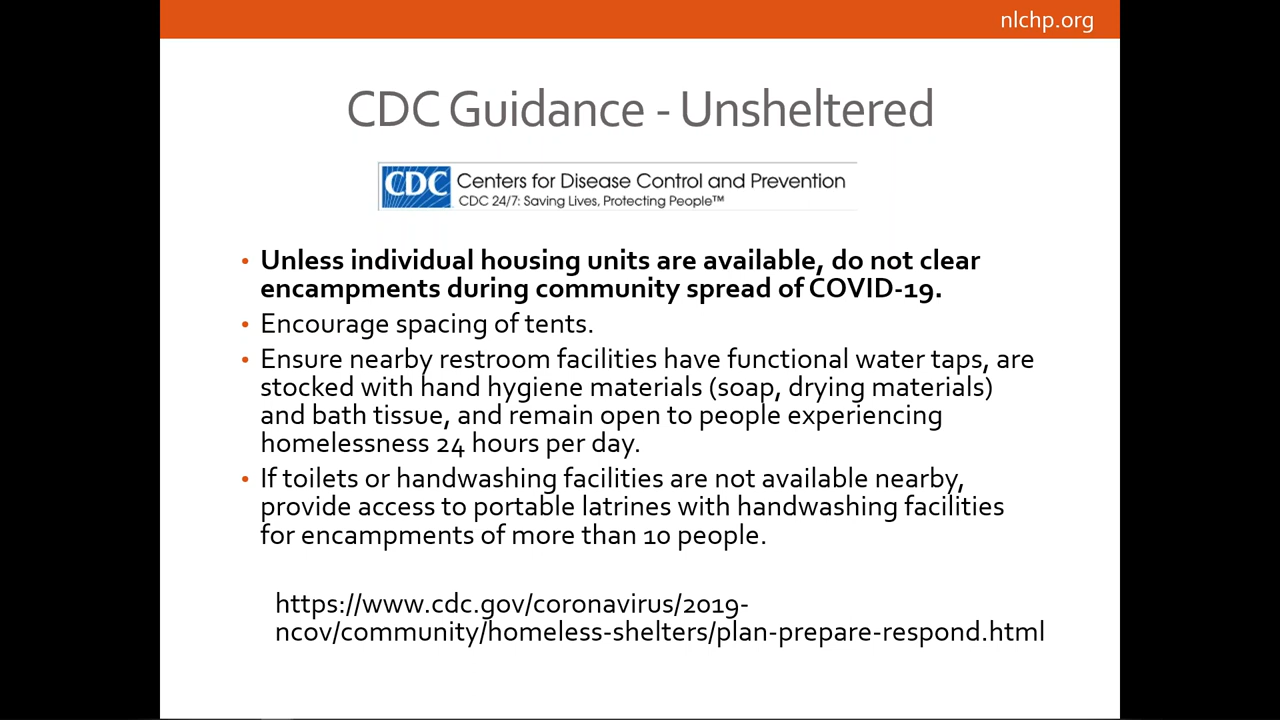 nlchp.org
CDC Guidance - Unsheltered
CDC Centers for Disease Control and Prevention
CDC 24/7: Saving Lives, Protecting People™
• Unless individual housing units are available, do not clear
encampments during community spread of COVID-19.
• Encourage spacing of tents.
• Ensure nearby restroom facilities have functional water taps, are
stocked with hand hygiene materials (soap, drying materials)
and bath tissue, and remain open to people experiencing
homelessness 24 hours per day.
• If toilets or handwashing facilities are not available nearby,
provide access to portable latrines with handwashing facilities
for encampments of more than 10 people.
https://www.cdc.gov/coronavirus/2019-
ncov/community/homeless-shelters/plan-prepare-respond.html